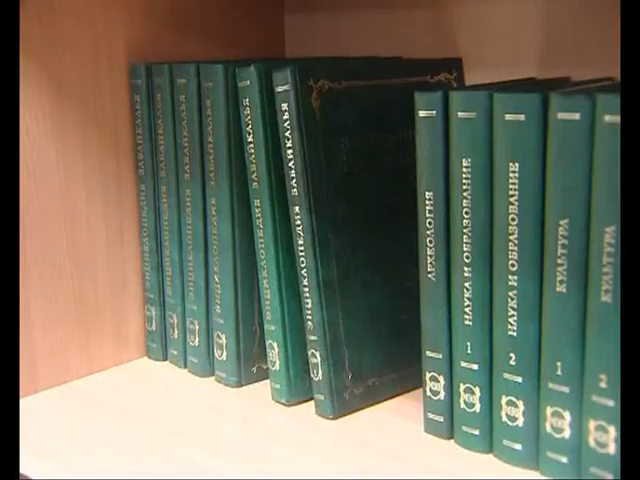 ЭНЦИКЛОПЕДИЯ ЗАБАЙКАЛЬЯ
ЭНЦИКЛОПЕДИЯ ЗАБАЙКАЛЬЯ
ЭНЦИКЛОПЕДИЯ ЗАБАЙКАЛЬЯ
ЭНЦИКЛОПЕДИЯ ЗАБАЙКАЛЬЯ
ЭНЦИКЛОПЕДИЯ ЗАБАЙКАЛЬЯ
ЭНЦИКЛОПЕДИЯ ЗАБАЙКАЛЬЯ
АРХЕОЛОГИЯ
НАУКА И ОБРАЗОВАНИЕ
1
НАУКА И ОБРАЗОВАНИЕ
2
КУЛЬТУРА
1
КУЛЬТУРА
2